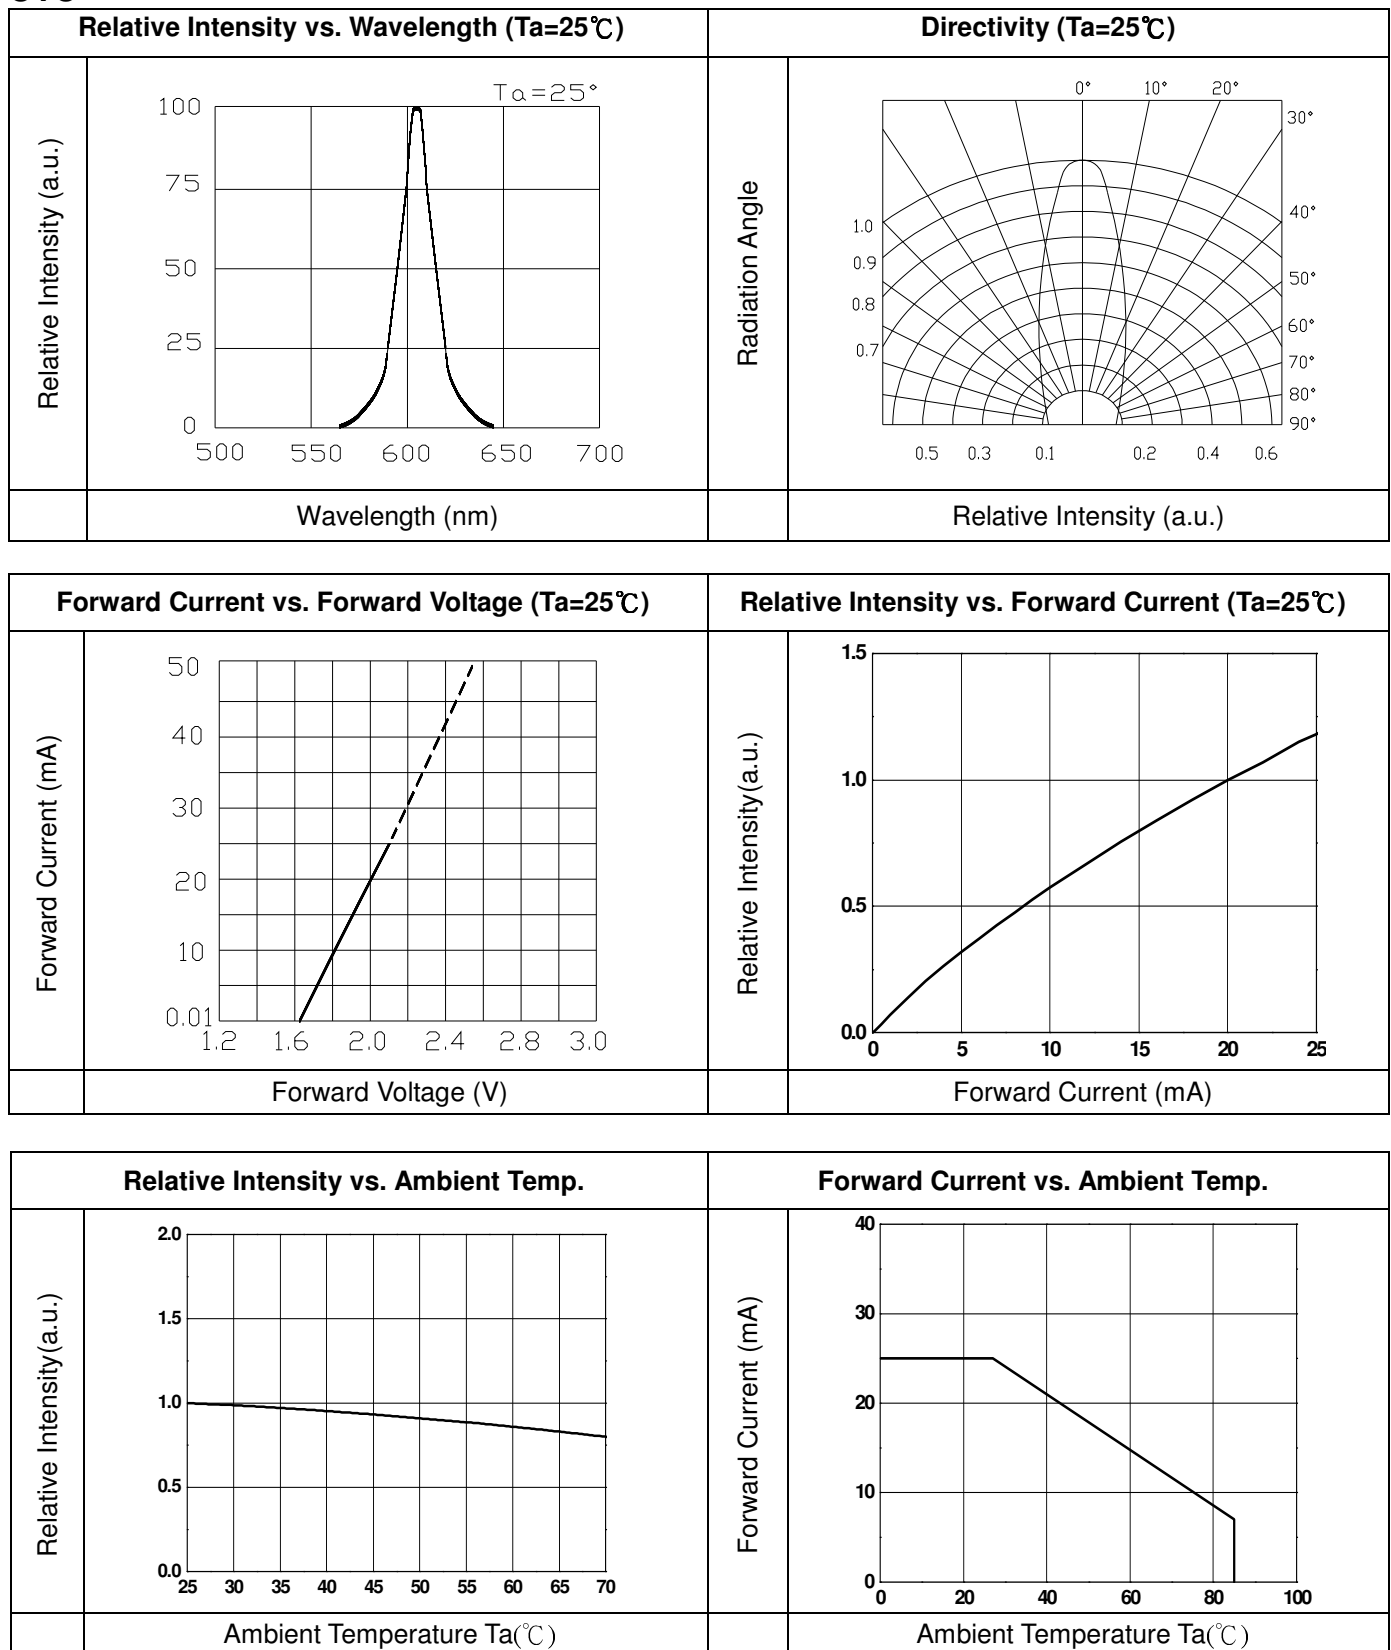 Relative Intensity vs. Wavelength (Ta=25℃)
Directivity (Ta=25℃)
Relative Intensity (a.u.)
Ta=25°
100
75
50
25
0
500 550 600 650 700
Wavelength (nm)
Radiation Angle
0° 10° 20°
30°
40°
50°
60°
70°
80°
90°
1.0
0.9
0.8
0.7
0.5 0.3 0.1 0.2 0.4 0.6
Relative Intensity (a.u.)
Forward Current vs. Forward Voltage (Ta=25℃)
Relative Intensity vs. Forward Current (Ta=25℃)
Forward Current (mA)
50
40
30
20
10
0.01
1.2 1.6 2.0 2.4 2.8 3.0
Forward Voltage (V)
Relative Intensity(a.u.)
1.5
1.0
0.5
0.0
0 5 10 15 20 25
Forward Current (mA)
Relative Intensity vs. Ambient Temp.
Forward Current vs. Ambient Temp.
Relative Intensity(a.u.)
2.0
1.5
1.0
0.5
0.0
25 30 35 40 45 50 55 60 65 70
Ambient Temperature Ta(℃)
Forward Current (mA)
40
30
20
10
0
0 20 40 60 80 100
Ambient Temperature Ta(℃)